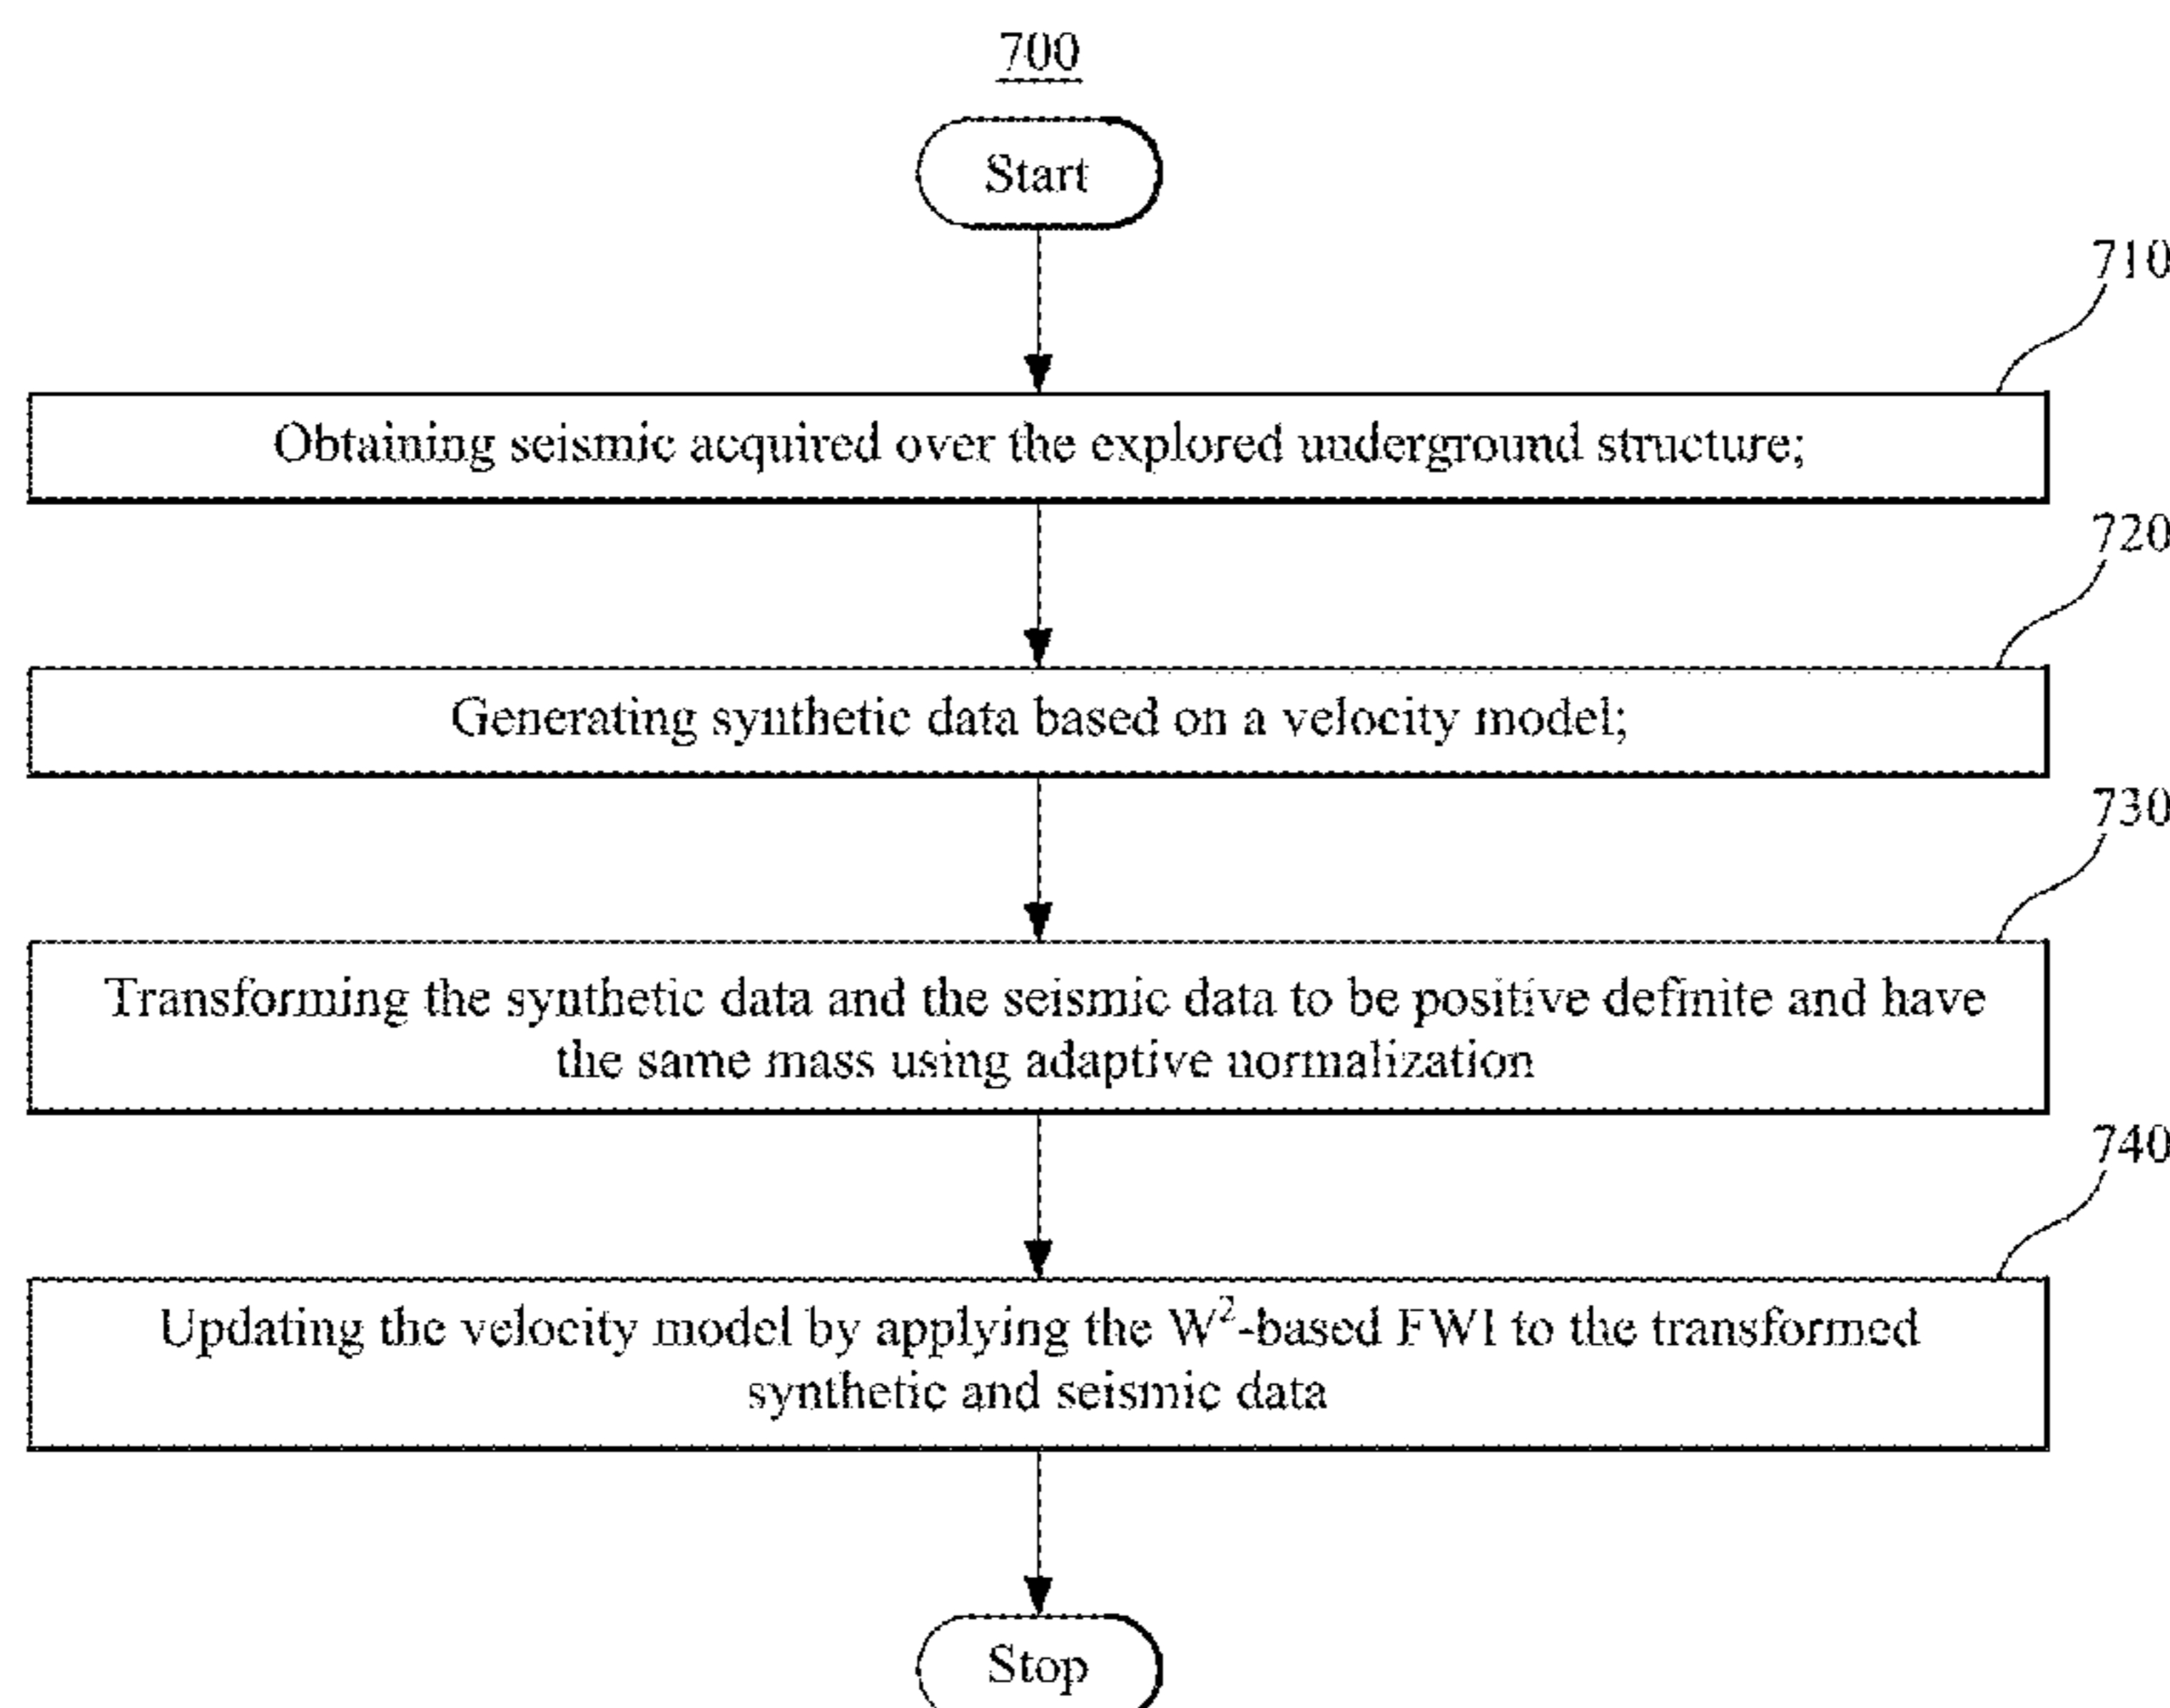 700
Start
710
Obtaining seismic acquired over the explored underground structure;
720
Generating synthetic data based on a velocity model;
730
Transforming the synthetic data and the seismic data to be positive definite and have
the same mass using adaptive normalization
740
Updating the velocity model by applying the W²-based FWI to the transformed
synthetic and seismic data
Stop